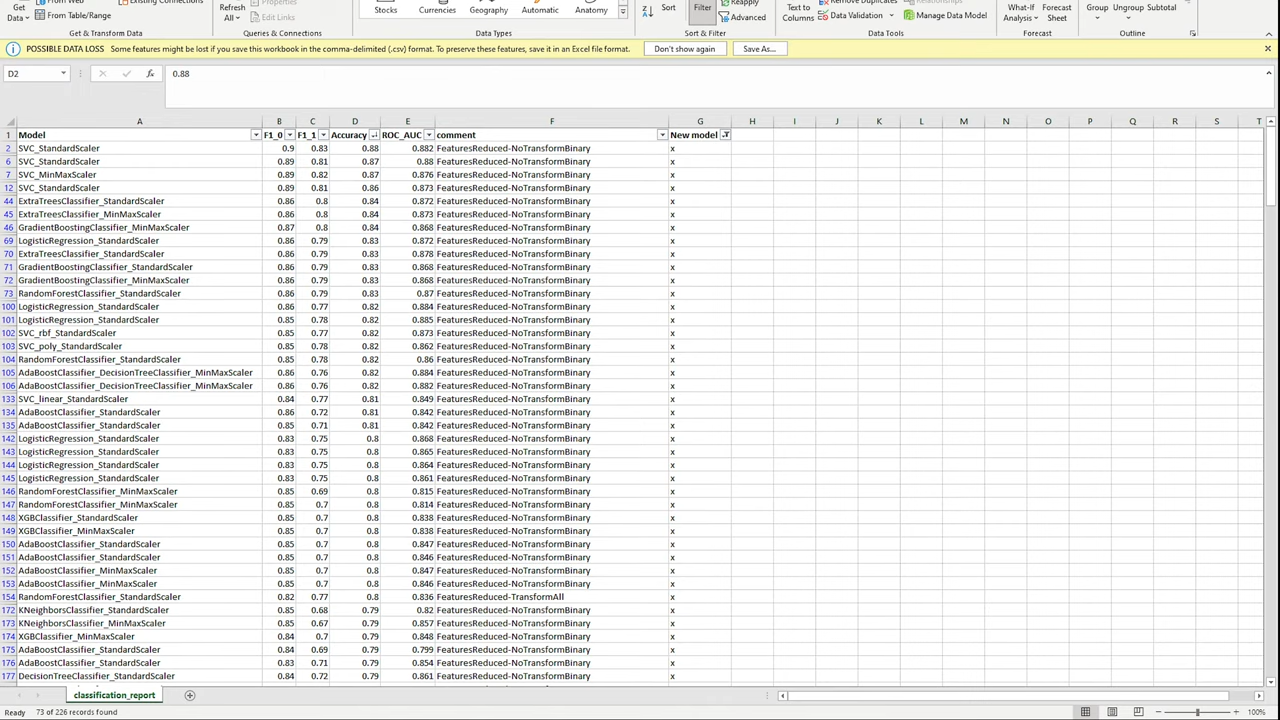 Get
Data
From Web
From Table/Range
Existing Connections
Get & Transform Data
Refresh
All
Properties
Edit Links
Queries & Connections
Stocks Currencies Geography Automatic Anatomy
Data Types
Sort Filter
Reapply
Advanced
Sort & Filter
Text to
Columns
Remove Duplicates
Data Validation
Manage Data Model
Data Tools
What-If
Analysis
Forecast
Sheet
Forecast
Group Ungroup Subtotal
Outline
POSSIBLE DATA LOSS Some features might be lost if you save this workbook in the comma-delimited (.csv) format. To preserve these features, save it in an Excel file format. Don't show again Save As...
D2 fx 0.88
A B C D E F G H I J K L M N O P Q R S T
1 Model F1_0 F1_1 Accuracy ROC_AUC comment New model
2 SVC_StandardScaler 0.9 0.83 0.88 0.882 FeaturesReduced-NoTransformBinary x
6 SVC_StandardScaler 0.89 0.81 0.87 0.88 FeaturesReduced-NoTransformBinary x
7 SVC_MinMaxScaler 0.89 0.82 0.87 0.876 FeaturesReduced-NoTransformBinary x
12 SVC_StandardScaler 0.89 0.81 0.86 0.873 FeaturesReduced-NoTransformBinary x
44 ExtraTreesClassifier_StandardScaler 0.86 0.8 0.84 0.872 FeaturesReduced-NoTransformBinary x
45 ExtraTreesClassifier_MinMaxScaler 0.86 0.8 0.84 0.873 FeaturesReduced-NoTransformBinary x
46 GradientBoostingClassifier_MinMaxScaler 0.87 0.8 0.84 0.868 FeaturesReduced-NoTransformBinary x
69 LogisticRegression_StandardScaler 0.86 0.79 0.83 0.872 FeaturesReduced-NoTransformBinary x
70 ExtraTreesClassifier_StandardScaler 0.86 0.79 0.83 0.868 FeaturesReduced-NoTransformBinary x
71 GradientBoostingClassifier_StandardScaler 0.86 0.79 0.83 0.868 FeaturesReduced-NoTransformBinary x
72 GradientBoostingClassifier_MinMaxScaler 0.86 0.79 0.83 0.868 FeaturesReduced-NoTransformBinary x
73 RandomForestClassifier_StandardScaler 0.86 0.79 0.83 0.87 FeaturesReduced-NoTransformBinary x
100 LogisticRegression_StandardScaler 0.86 0.77 0.82 0.884 FeaturesReduced-NoTransformBinary x
101 LogisticRegression_StandardScaler 0.85 0.78 0.82 0.885 FeaturesReduced-NoTransformBinary x
102 SVC_rbf_StandardScaler 0.85 0.77 0.82 0.873 FeaturesReduced-NoTransformBinary x
103 SVC_poly_StandardScaler 0.85 0.78 0.82 0.862 FeaturesReduced-NoTransformBinary x
104 RandomForestClassifier_StandardScaler 0.85 0.78 0.82 0.86 FeaturesReduced-NoTransformBinary x
105 AdaBoostClassifier_DecisionTreeClassifier_MinMaxScaler 0.86 0.76 0.82 0.884 FeaturesReduced-NoTransformBinary x
106 AdaBoostClassifier_DecisionTreeClassifier_MinMaxScaler 0.86 0.76 0.82 0.882 FeaturesReduced-NoTransformBinary x
133 SVC_linear_StandardScaler 0.84 0.77 0.81 0.849 FeaturesReduced-NoTransformBinary x
134 AdaBoostClassifier_StandardScaler 0.86 0.72 0.81 0.842 FeaturesReduced-NoTransformBinary x
135 AdaBoostClassifier_StandardScaler 0.85 0.71 0.81 0.842 FeaturesReduced-NoTransformBinary x
142 LogisticRegression_StandardScaler 0.83 0.75 0.8 0.868 FeaturesReduced-NoTransformBinary x
143 LogisticRegression_StandardScaler 0.83 0.75 0.8 0.865 FeaturesReduced-NoTransformBinary x
144 LogisticRegression_StandardScaler 0.83 0.75 0.8 0.864 FeaturesReduced-NoTransformBinary x
145 LogisticRegression_StandardScaler 0.83 0.75 0.8 0.861 FeaturesReduced-NoTransformBinary x
146 RandomForestClassifier_MinMaxScaler 0.85 0.69 0.8 0.815 FeaturesReduced-NoTransformBinary x
147 RandomForestClassifier_MinMaxScaler 0.85 0.7 0.8 0.814 FeaturesReduced-NoTransformBinary x
148 XGBClassifier_StandardScaler 0.85 0.7 0.8 0.838 FeaturesReduced-NoTransformBinary x
149 XGBClassifier_MinMaxScaler 0.85 0.7 0.8 0.838 FeaturesReduced-NoTransformBinary x
150 AdaBoostClassifier_StandardScaler 0.85 0.7 0.8 0.847 FeaturesReduced-NoTransformBinary x
151 AdaBoostClassifier_StandardScaler 0.85 0.7 0.8 0.846 FeaturesReduced-NoTransformBinary x
152 AdaBoostClassifier_MinMaxScaler 0.85 0.7 0.8 0.847 FeaturesReduced-NoTransformBinary x
153 AdaBoostClassifier_MinMaxScaler 0.85 0.7 0.8 0.846 FeaturesReduced-NoTransformBinary x
154 RandomForestClassifier_StandardScaler 0.82 0.77 0.8 0.836 FeaturesReduced-TransformAll x
172 KNeighborsClassifier_StandardScaler 0.85 0.68 0.79 0.82 FeaturesReduced-NoTransformBinary x
173 KNeighborsClassifier_MinMaxScaler 0.85 0.67 0.79 0.857 FeaturesReduced-NoTransformBinary x
174 XGBClassifier_MinMaxScaler 0.84 0.7 0.79 0.848 FeaturesReduced-NoTransformBinary x
175 AdaBoostClassifier_StandardScaler 0.84 0.69 0.79 0.799 FeaturesReduced-NoTransformBinary x
176 AdaBoostClassifier_StandardScaler 0.83 0.71 0.79 0.854 FeaturesReduced-NoTransformBinary x
177 DecisionTreeClassifier_StandardScaler 0.84 0.72 0.79 0.861 FeaturesReduced-NoTransformBinary x
classification_report
Ready 73 of 226 records found 100%